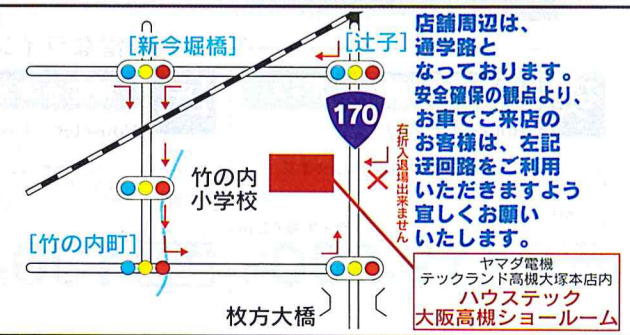 [新今堀橋]
[辻子]
170
竹の内
小学校
右折入退場出来ません
[竹の内町]
枚方大橋
店舗周辺は、
通学路と
なっております。
安全確保の観点より、
お車でご来店の
お客様は、左記
迂回路をご利用
いただきますよう
宜しくお願い
いたします。
ヤマダ電機
テックランド高槻大塚本店内
ハウステック
大阪高槻ショールーム